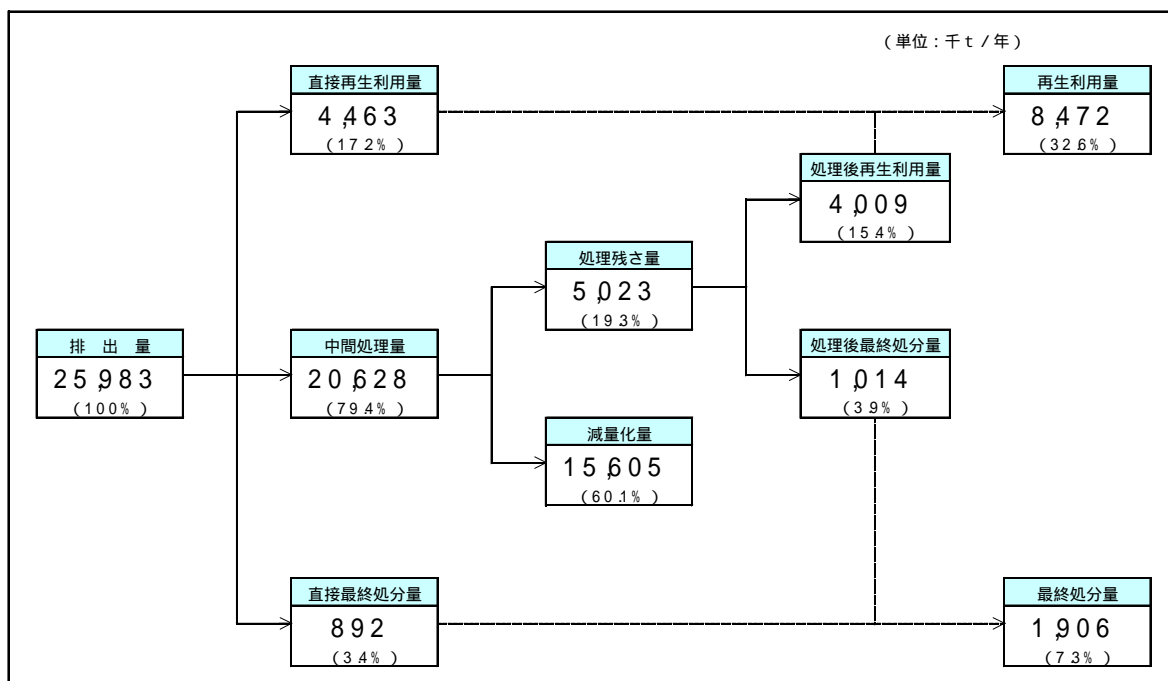 (単位:千t/年)
直接再生利用量
4,463
(17.2%)
再生利用量
8,472
(32.6%)
処理後再生利用量
4,009
(15.4%)
処理残さ量
5,023
(19.3%)
排出量
25,983
(100%)
中間処理量
20,628
(79.4%)
処理後最終処分量
1,014
(3.9%)
減量化量
15,605
(60.1%)
直接最終処分量
892
(3.4%)
最終処分量
1,906
(7.3%)